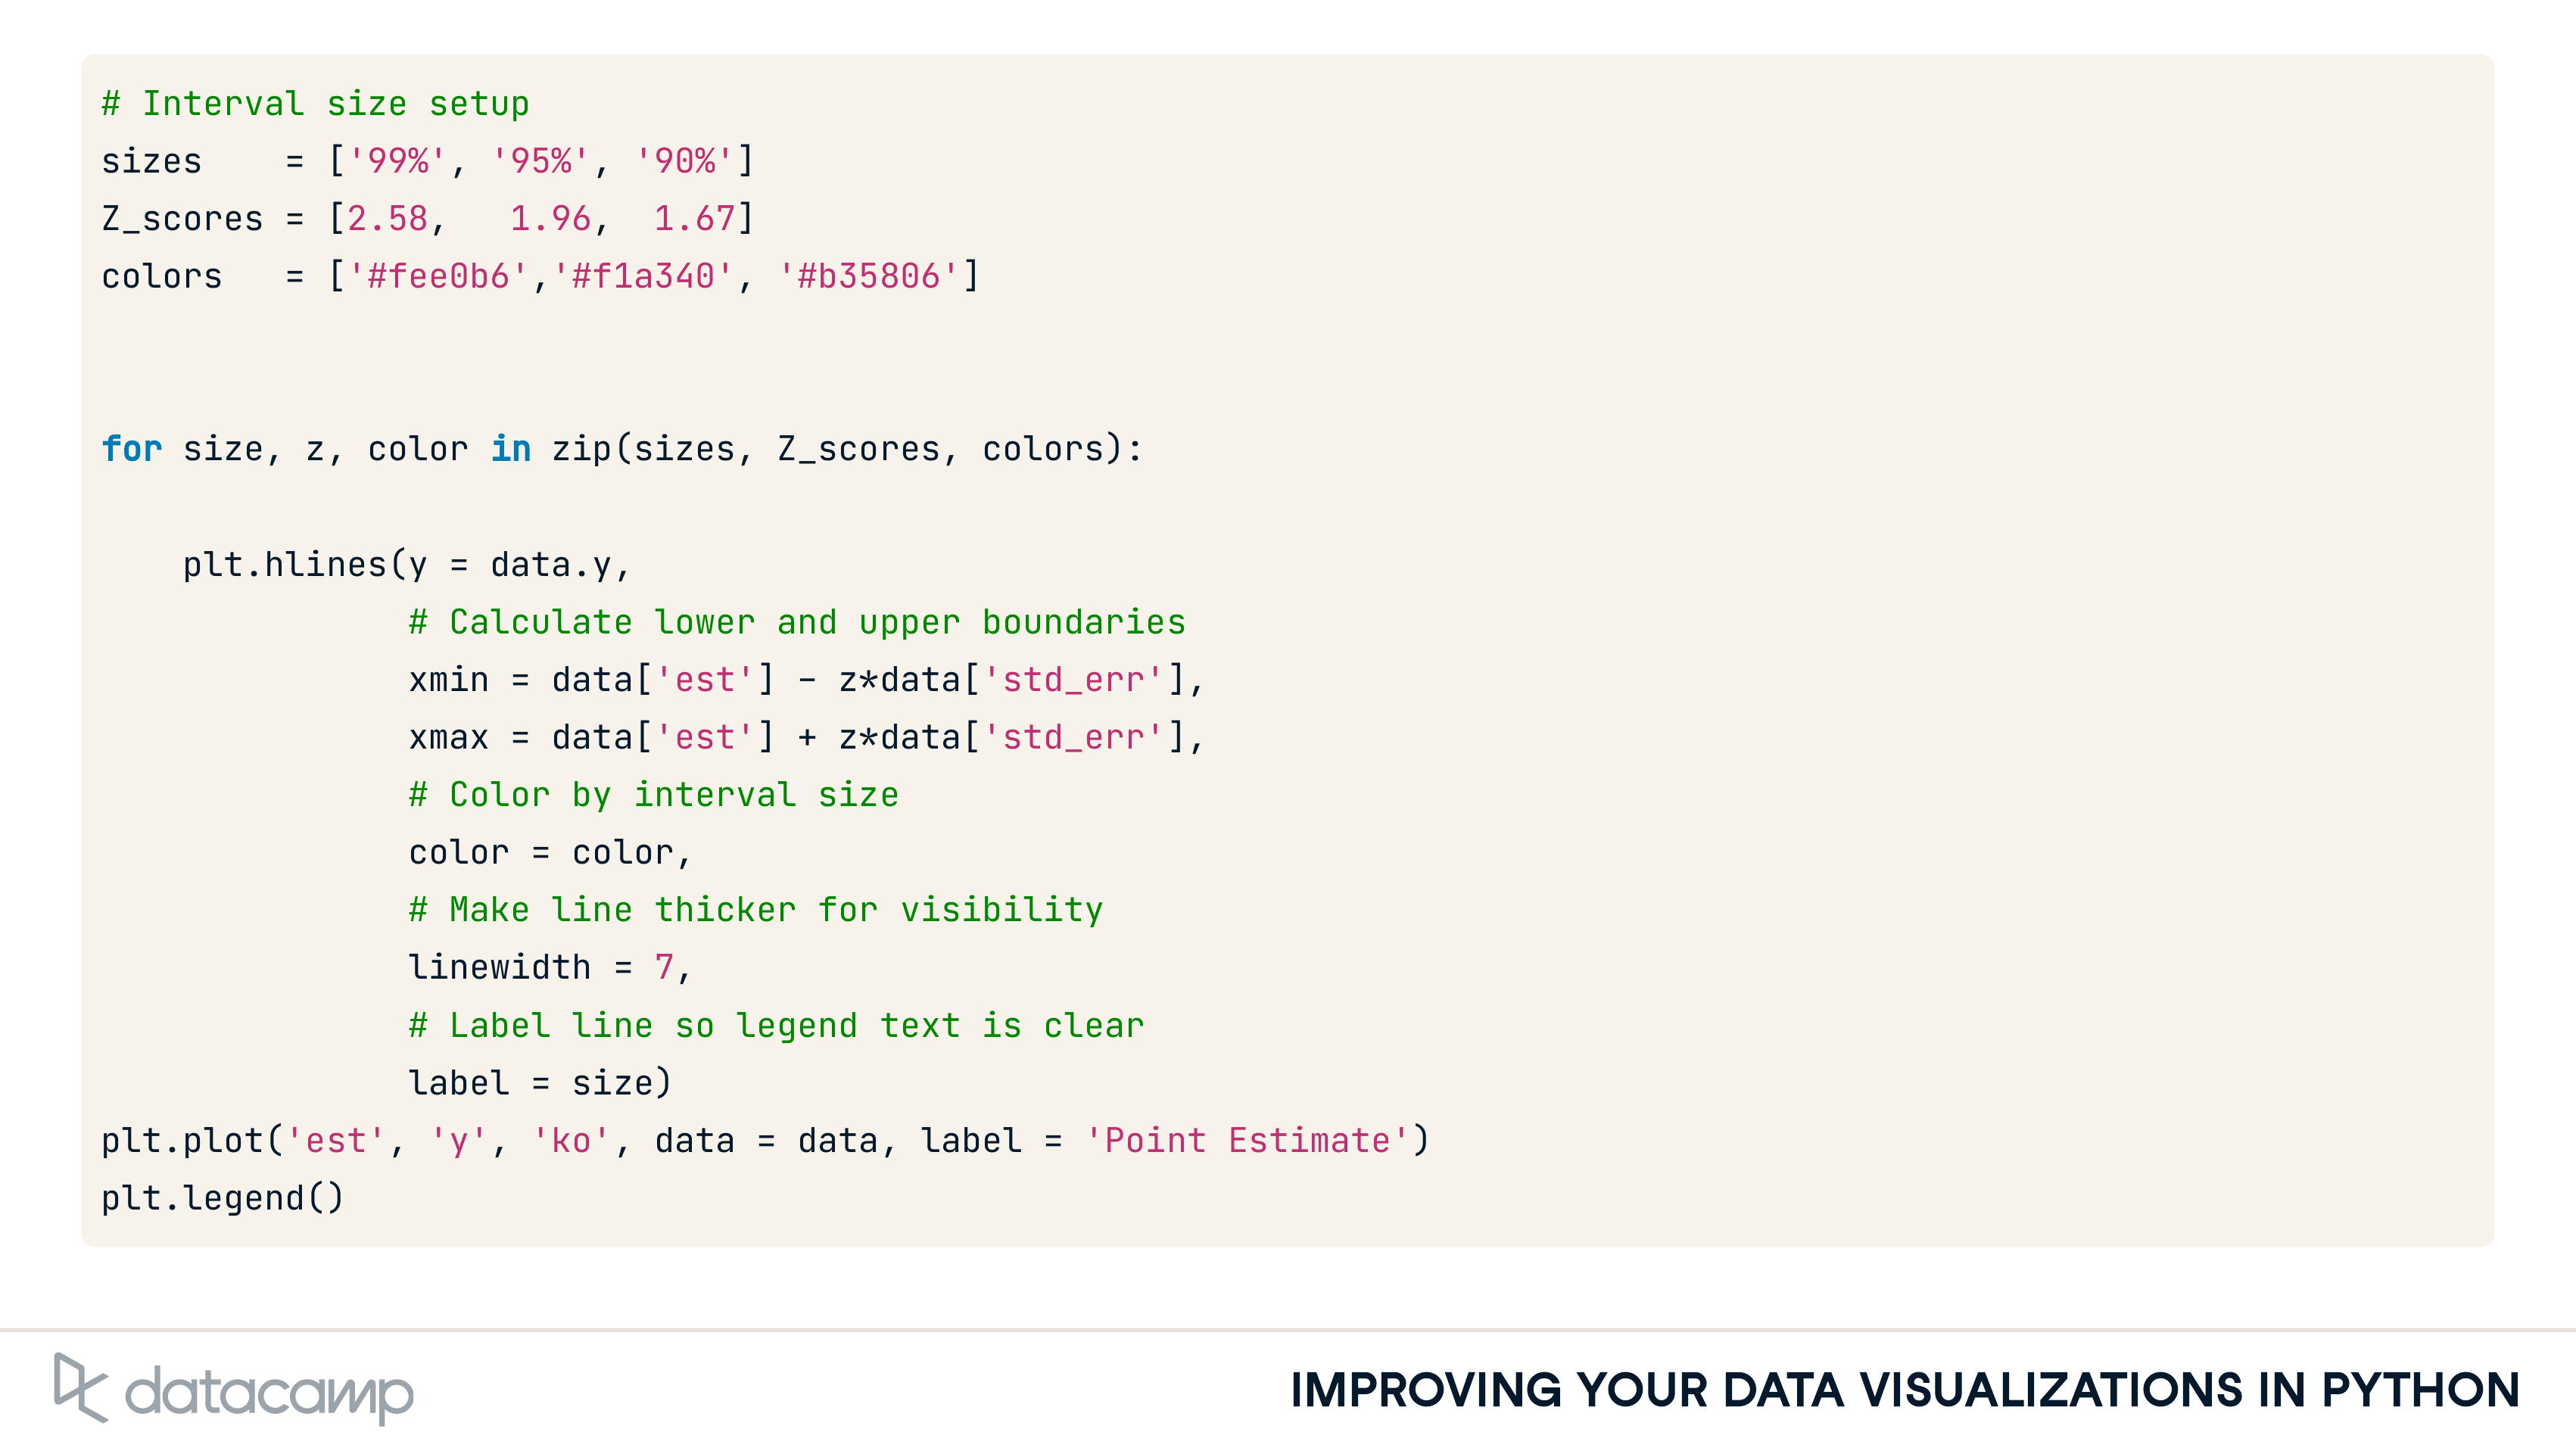 # Interval size setup
sizes    = ['99%', '95%', '90%']
Z_scores = [2.58,   1.96,  1.67]
colors   = ['#fee0b6','#f1a340', '#b35806']
for size, z, color in zip(sizes, Z_scores, colors):
    plt.hlines(y = data.y,
               # Calculate lower and upper boundaries
               xmin = data['est'] - z*data['std_err'],
               xmax = data['est'] + z*data['std_err'],
               # Color by interval size
               color = color,
               # Make line thicker for visibility
               linewidth = 7,
               # Label line so legend text is clear
               label = size)
plt.plot('est', 'y', 'ko', data = data, label = 'Point Estimate')
plt.legend()
datacamp
IMPROVING YOUR DATA VISUALIZATIONS IN PYTHON